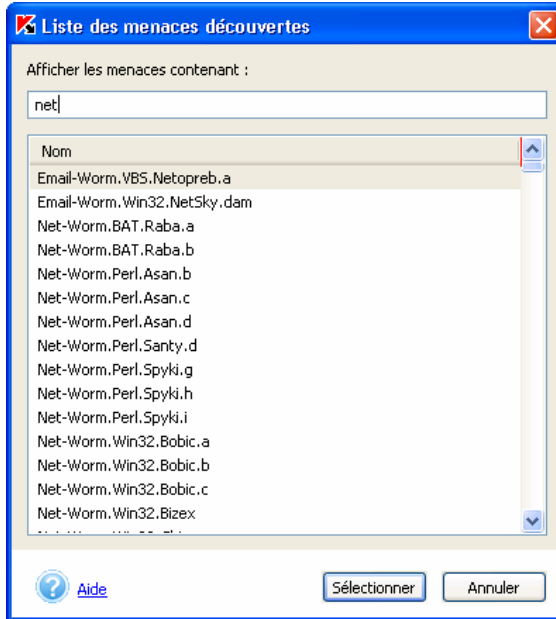 Liste des menaces découvertes
Afficher les menaces contenant :
net
Nom
Email-Worm.VBS.Netopreb.a
Email-Worm.Win32.NetSky.dam
Net-Worm.BAT.Raba.a
Net-Worm.BAT.Raba.b
Net-Worm.Perl.Asan.b
Net-Worm.Perl.Asan.c
Net-Worm.Perl.Asan.d
Net-Worm.Perl.Santy.d
Net-Worm.Perl.Spyki.g
Net-Worm.Perl.Spyki.h
Net-Worm.Perl.Spyki.i
Net-Worm.Win32.Bobic.a
Net-Worm.Win32.Bobic.b
Net-Worm.Win32.Bobic.c
Net-Worm.Win32.Bizex
Aide
Sélectionner
Annuler